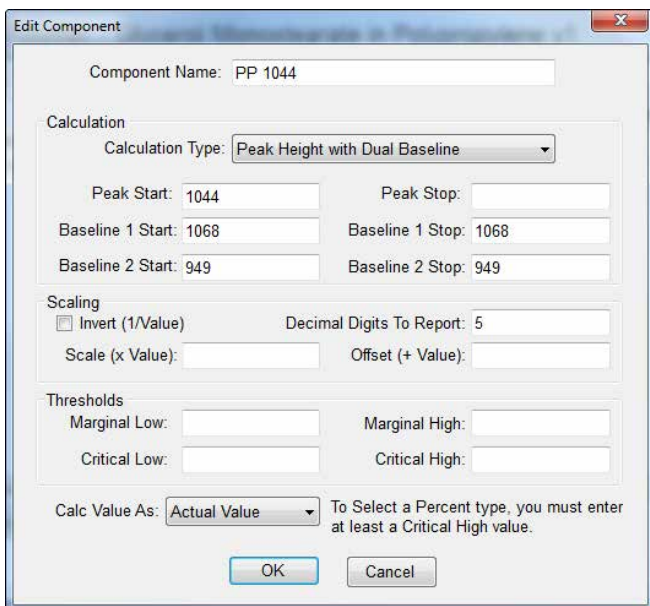 Edit Component
Component Name: PP 1044
Calculation
Calculation Type: Peak Height with Dual Baseline
Peak Start: 1044 Peak Stop:
Baseline 1 Start: 1068 Baseline 1 Stop: 1068
Baseline 2 Start: 949 Baseline 2 Stop: 949
Scaling
Invert (1/Value) Decimal Digits To Report: 5
Scale (x Value): Offset (+ Value):
Thresholds
Marginal Low: Marginal High:
Critical Low: Critical High:
Calc Value As: Actual Value To Select a Percent type, you must enter
at least a Critical High value.
OK Cancel